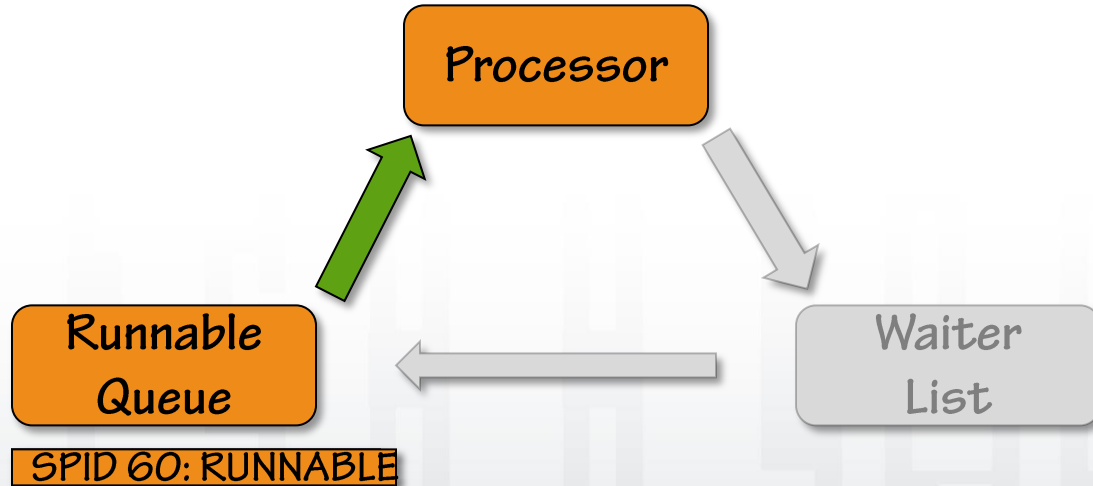 Processor
Runnable
Queue
Waiter
List
SPID 60: RUNNABLE